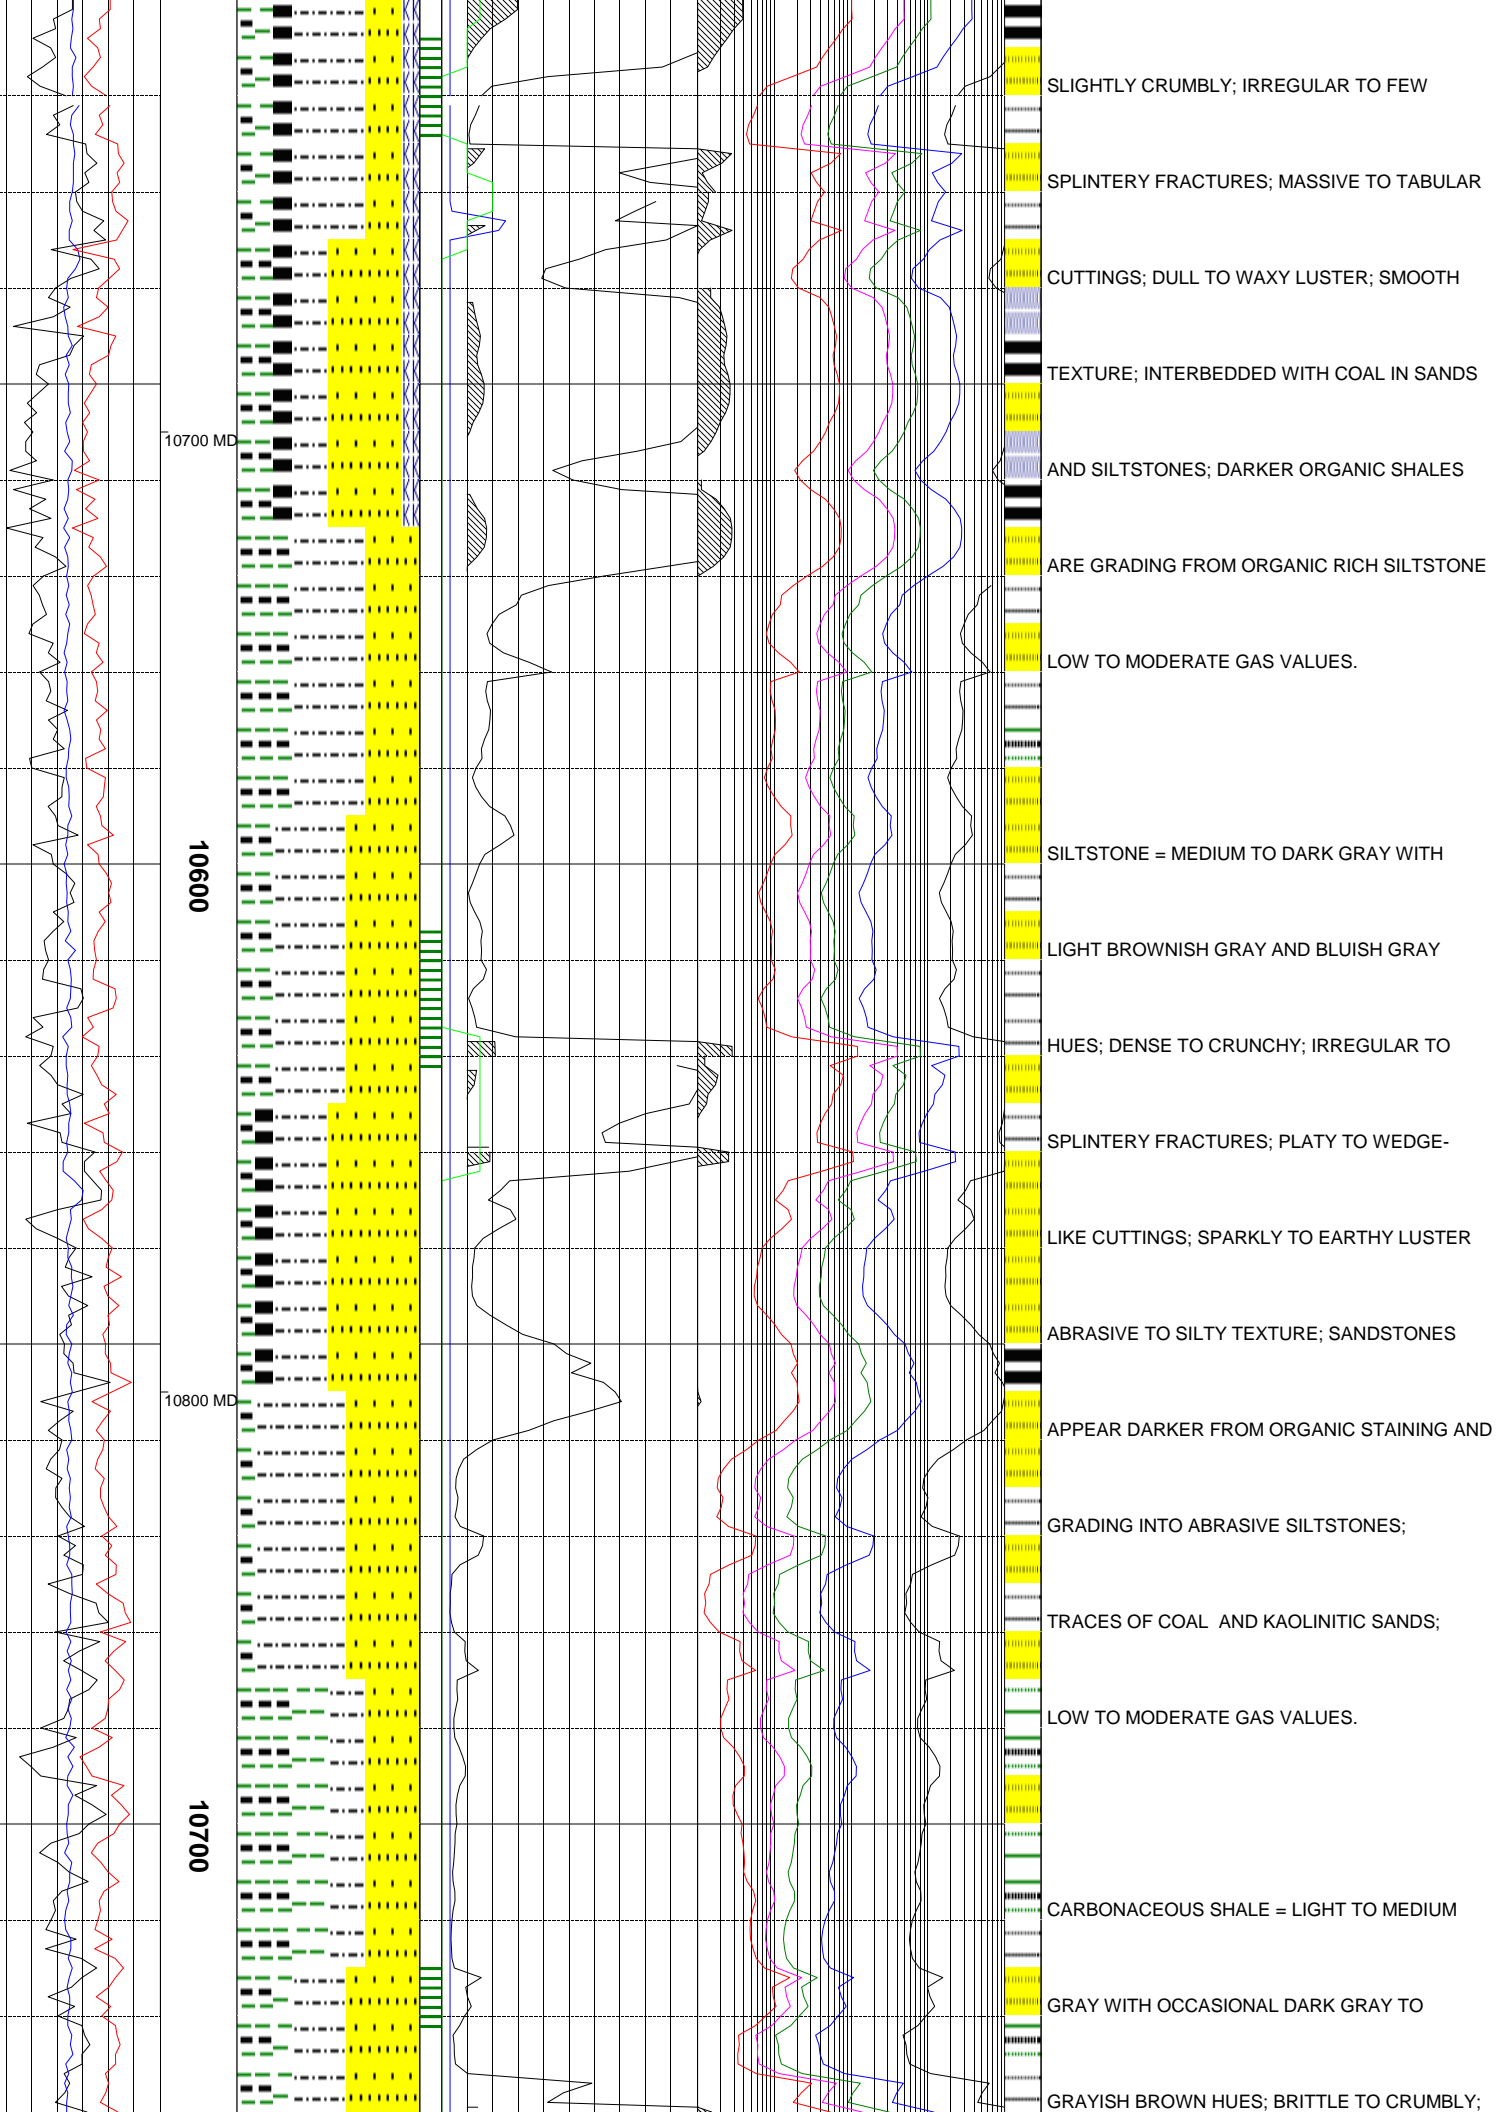 SLIGHTLY CRUMBLY; IRREGULAR TO FEW
SPLINTERY FRACTURES; MASSIVE TO TABULAR
CUTTINGS; DULL TO WAXY LUSTER; SMOOTH
TEXTURE; INTERBEDDED WITH COAL IN SANDS
10700 MD
AND SILTSTONES; DARKER ORGANIC SHALES
ARE GRADING FROM ORGANIC RICH SILTSTONE
LOW TO MODERATE GAS VALUES.
10600
SILTSTONE = MEDIUM TO DARK GRAY WITH
LIGHT BROWNISH GRAY AND BLUISH GRAY
HUES; DENSE TO CRUNCHY; IRREGULAR TO
SPLINTERY FRACTURES; PLATY TO WEDGE-
LIKE CUTTINGS; SPARKLY TO EARTHY LUSTER
ABRASIVE TO SILTY TEXTURE; SANDSTONES
10800 MD
APPEAR DARKER FROM ORGANIC STAINING AND
GRADING INTO ABRASIVE SILTSTONES;
TRACES OF COAL  AND KAOLINITIC SANDS;
LOW TO MODERATE GAS VALUES.
10700
CARBONACEOUS SHALE = LIGHT TO MEDIUM
GRAY WITH OCCASIONAL DARK GRAY TO
GRAYISH BROWN HUES; BRITTLE TO CRUMBLY;